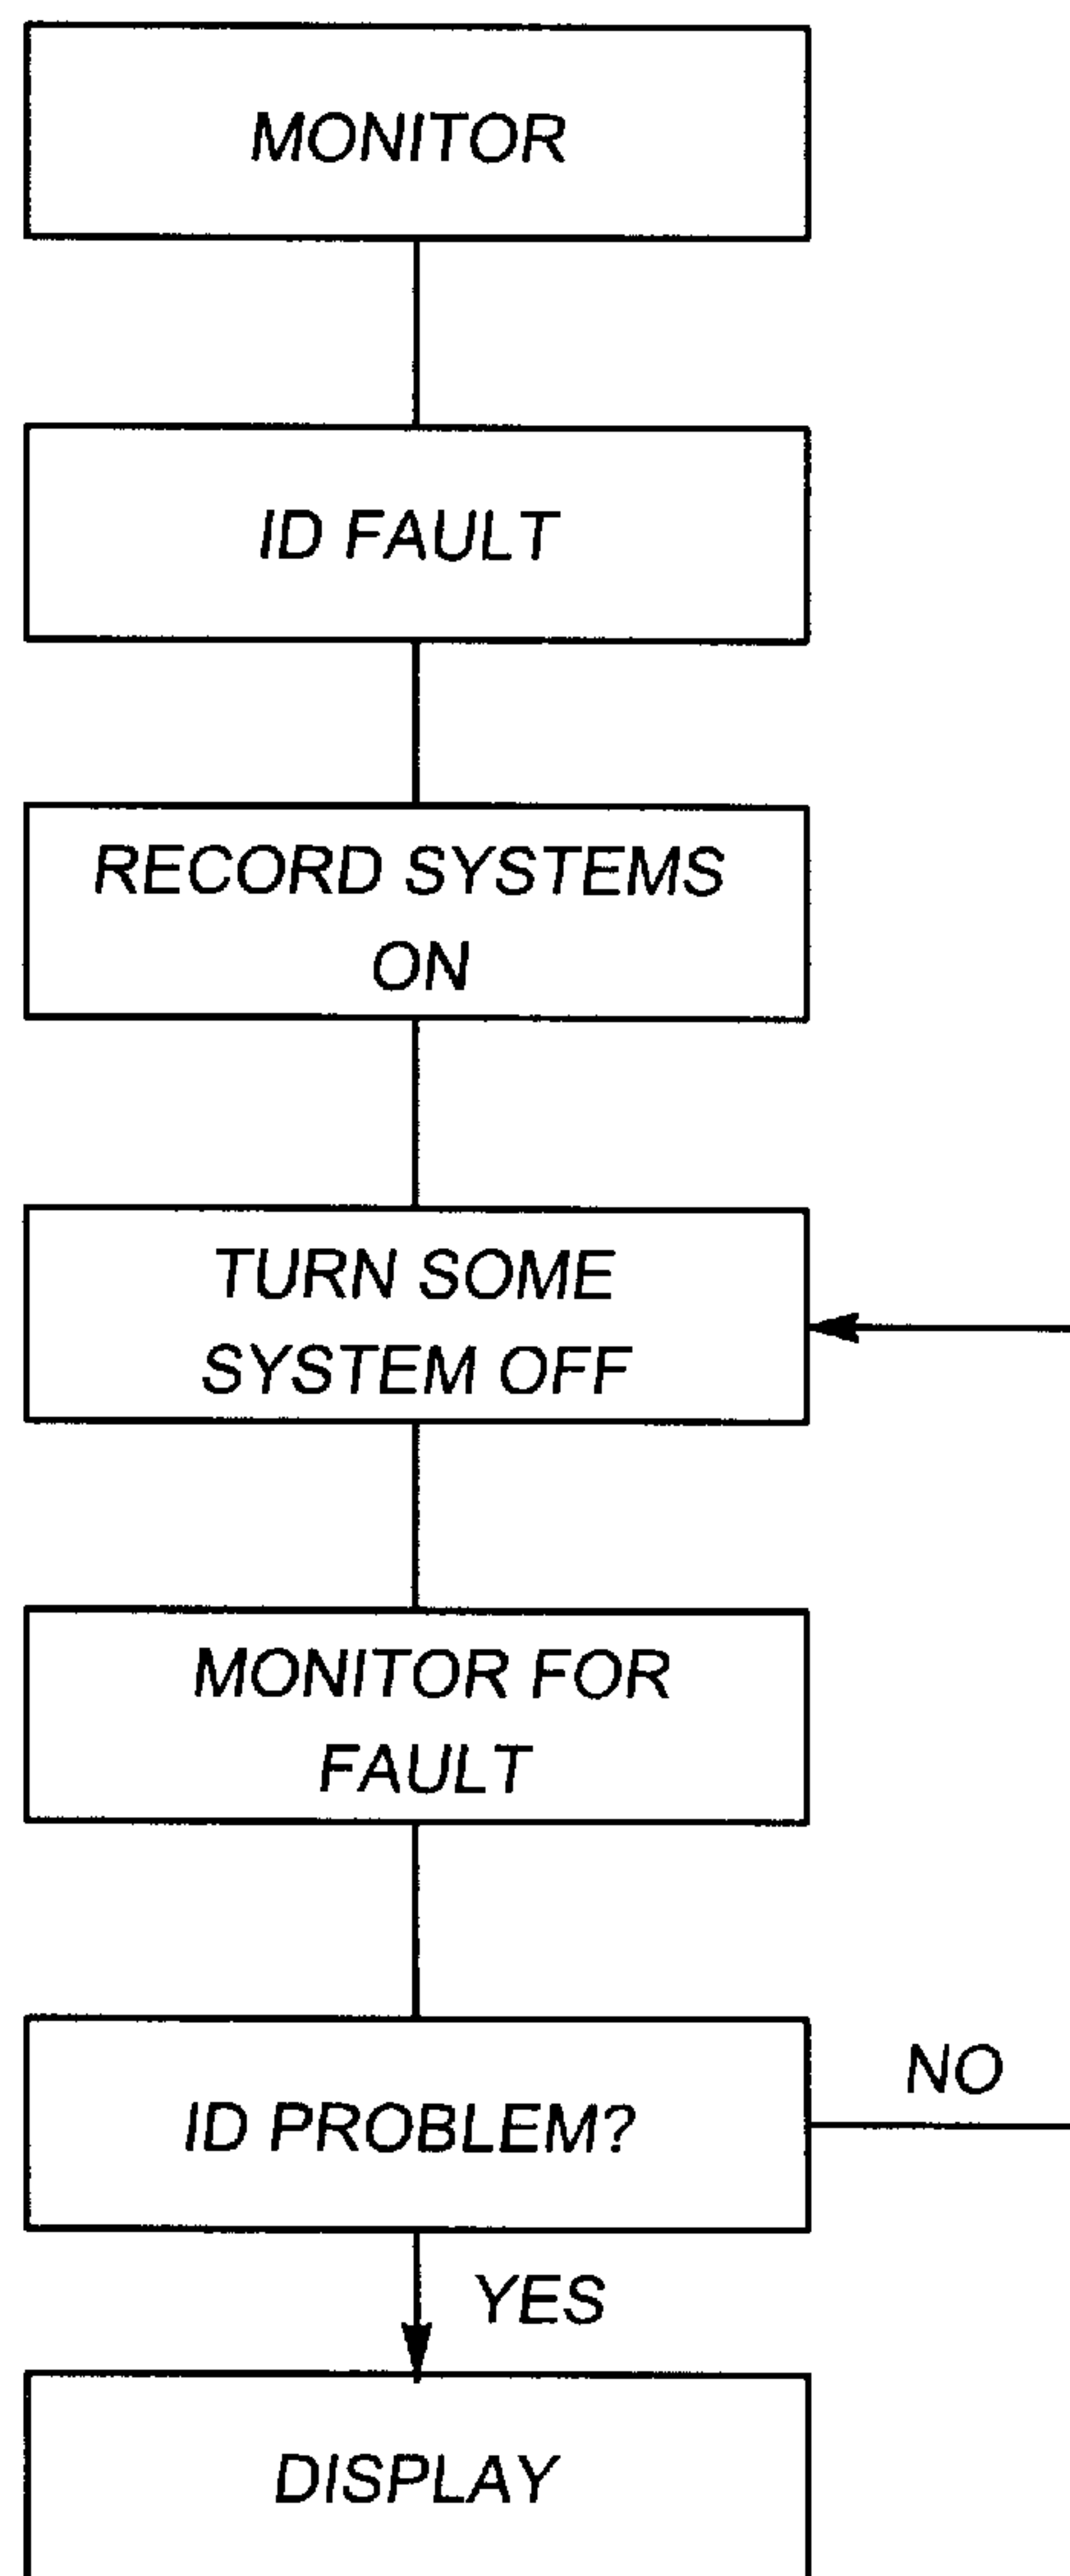 MONITOR
ID FAULT
RECORD SYSTEMS
ON
TURN SOME
SYSTEM OFF
MONITOR FOR
FAULT
ID PROBLEM?
NO
YES
DISPLAY